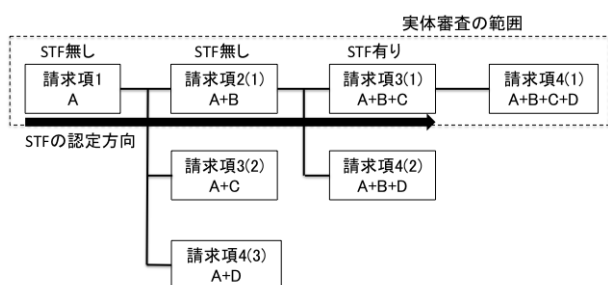 実体審査の範囲
STF無し
STF無し
STF有り
請求項1
A
請求項2(1)
A+B
請求項3(1)
A+B+C
請求項4(1)
A+B+C+D
STFの認定方向
請求項3(2)
A+C
請求項4(2)
A+B+D
請求項4(3)
A+D